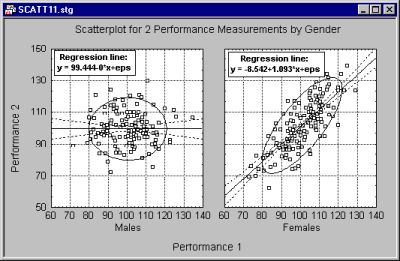 SCATT11.stg
Scatterplot for 2 Performance Measurements by Gender
Performance 2
160
150
130
110
90
70
50
Regression line:
y = 99.444-0*x+eps
Regression line:
y = -8.542+1.093*x+eps
60 70 80 90 100 110 120 130 140
60 70 80 90 100 110 120 130 140
Males
Females
Performance 1